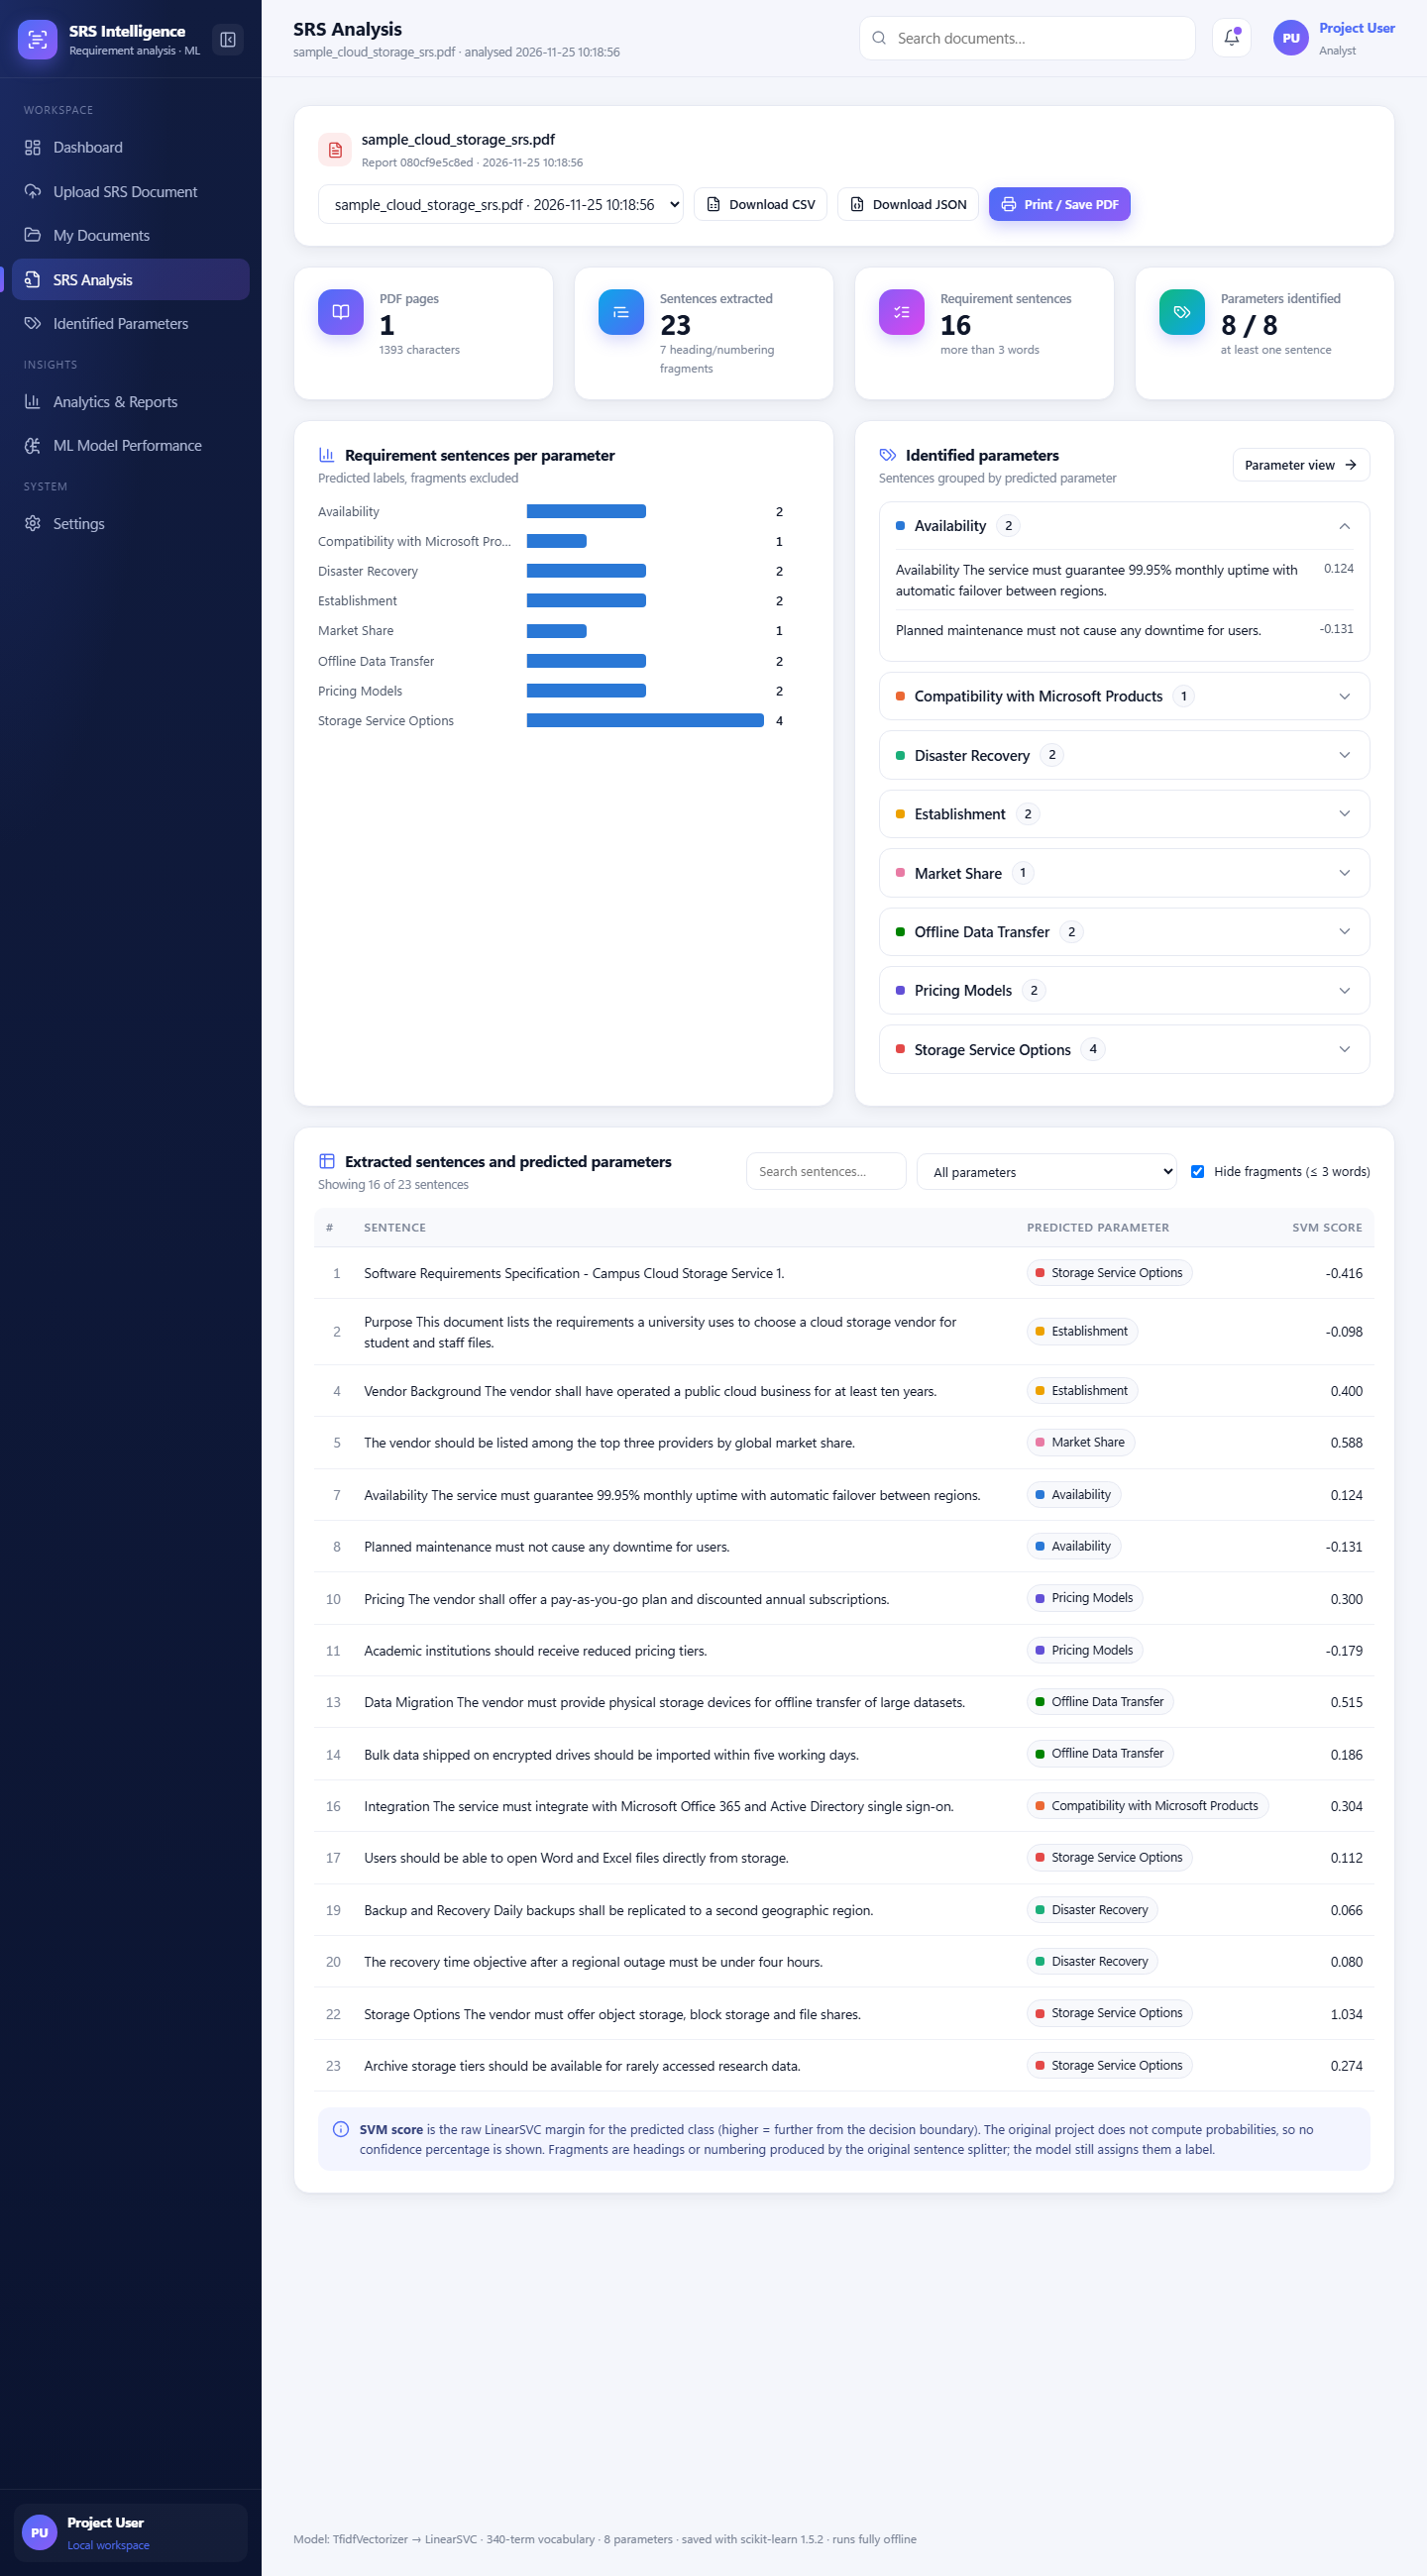 SRS Intelligence
Requirement analysis · ML
WORKSPACE
Dashboard
Upload SRS Document
My Documents
SRS Analysis
Identified Parameters
INSIGHTS
Analytics & Reports
ML Model Performance
SYSTEM
Settings
PU
Project User
Local workspace
SRS Analysis
sample_cloud_storage_srs.pdf · analysed 2026-11-25 10:18:56
Search documents...
PU
Project User
Analyst
sample_cloud_storage_srs.pdf
Report 080cf9e5c8ed · 2026-11-25 10:18:56
sample_cloud_storage_srs.pdf · 2026-11-25 10:18:56
Download CSV
Download JSON
Print / Save PDF
PDF pages
1
1393 characters
Sentences extracted
23
7 heading/numbering
fragments
Requirement sentences
16
more than 3 words
Parameters identified
8 / 8
at least one sentence
Requirement sentences per parameter
Predicted labels, fragments excluded
Availability 2
Compatibility with Microsoft Pro... 1
Disaster Recovery 2
Establishment 2
Market Share 1
Offline Data Transfer 2
Pricing Models 2
Storage Service Options 4
Identified parameters
Sentences grouped by predicted parameter
Parameter view
Availability 2
Availability The service must guarantee 99.95% monthly uptime with 0.124
automatic failover between regions.
Planned maintenance must not cause any downtime for users. -0.131
Compatibility with Microsoft Products 1
Disaster Recovery 2
Establishment 2
Market Share 1
Offline Data Transfer 2
Pricing Models 2
Storage Service Options 4
Extracted sentences and predicted parameters
Showing 16 of 23 sentences
Search sentences...
All parameters
Hide fragments (≤ 3 words)
# SENTENCE PREDICTED PARAMETER SVM SCORE
1 Software Requirements Specification - Campus Cloud Storage Service 1. Storage Service Options -0.416
2 Purpose This document lists the requirements a university uses to choose a cloud storage vendor for
student and staff files. Establishment -0.098
4 Vendor Background The vendor shall have operated a public cloud business for at least ten years. Establishment 0.400
5 The vendor should be listed among the top three providers by global market share. Market Share 0.588
7 Availability The service must guarantee 99.95% monthly uptime with automatic failover between regions. Availability 0.124
8 Planned maintenance must not cause any downtime for users. Availability -0.131
10 Pricing The vendor shall offer a pay-as-you-go plan and discounted annual subscriptions. Pricing Models 0.300
11 Academic institutions should receive reduced pricing tiers. Pricing Models -0.179
13 Data Migration The vendor must provide physical storage devices for offline transfer of large datasets. Offline Data Transfer 0.515
14 Bulk data shipped on encrypted drives should be imported within five working days. Offline Data Transfer 0.186
16 Integration The service must integrate with Microsoft Office 365 and Active Directory single sign-on. Compatibility with Microsoft Products 0.304
17 Users should be able to open Word and Excel files directly from storage. Storage Service Options 0.112
19 Backup and Recovery Daily backups shall be replicated to a second geographic region. Disaster Recovery 0.066
20 The recovery time objective after a regional outage must be under four hours. Disaster Recovery 0.080
22 Storage Options The vendor must offer object storage, block storage and file shares. Storage Service Options 1.034
23 Archive storage tiers should be available for rarely accessed research data. Storage Service Options 0.274
SVM score is the raw LinearSVC margin for the predicted class (higher = further from the decision boundary). The original project does not compute probabilities, so no
confidence percentage is shown. Fragments are headings or numbering produced by the original sentence splitter; the model still assigns them a label.
Model: TfidfVectorizer → LinearSVC · 340-term vocabulary · 8 parameters · saved with scikit-learn 1.5.2 · runs fully offline